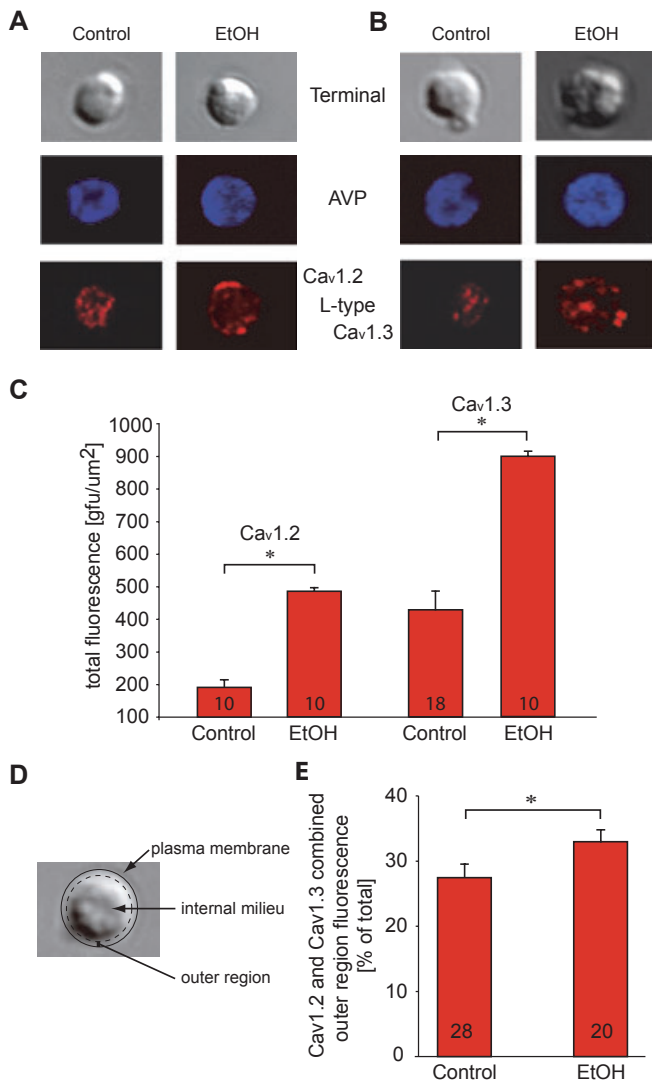 A
B
Control
EtOH
Control
EtOH
Terminal
AVP
Cav1.2
L-type
Cav1.3
C
total fluorescence [gfu/um²]
1000
900
800
700
600
500
400
300
200
100
Cav1.2
*
Cav1.3
*
10
10
18
10
Control
EtOH
Control
EtOH
D
plasma membrane
internal milieu
outer region
E
Cav1.2 and Cav1.3 combined
outer region fluorescence
[% of total]
40
30
20
10
0
*
28
20
Control
EtOH